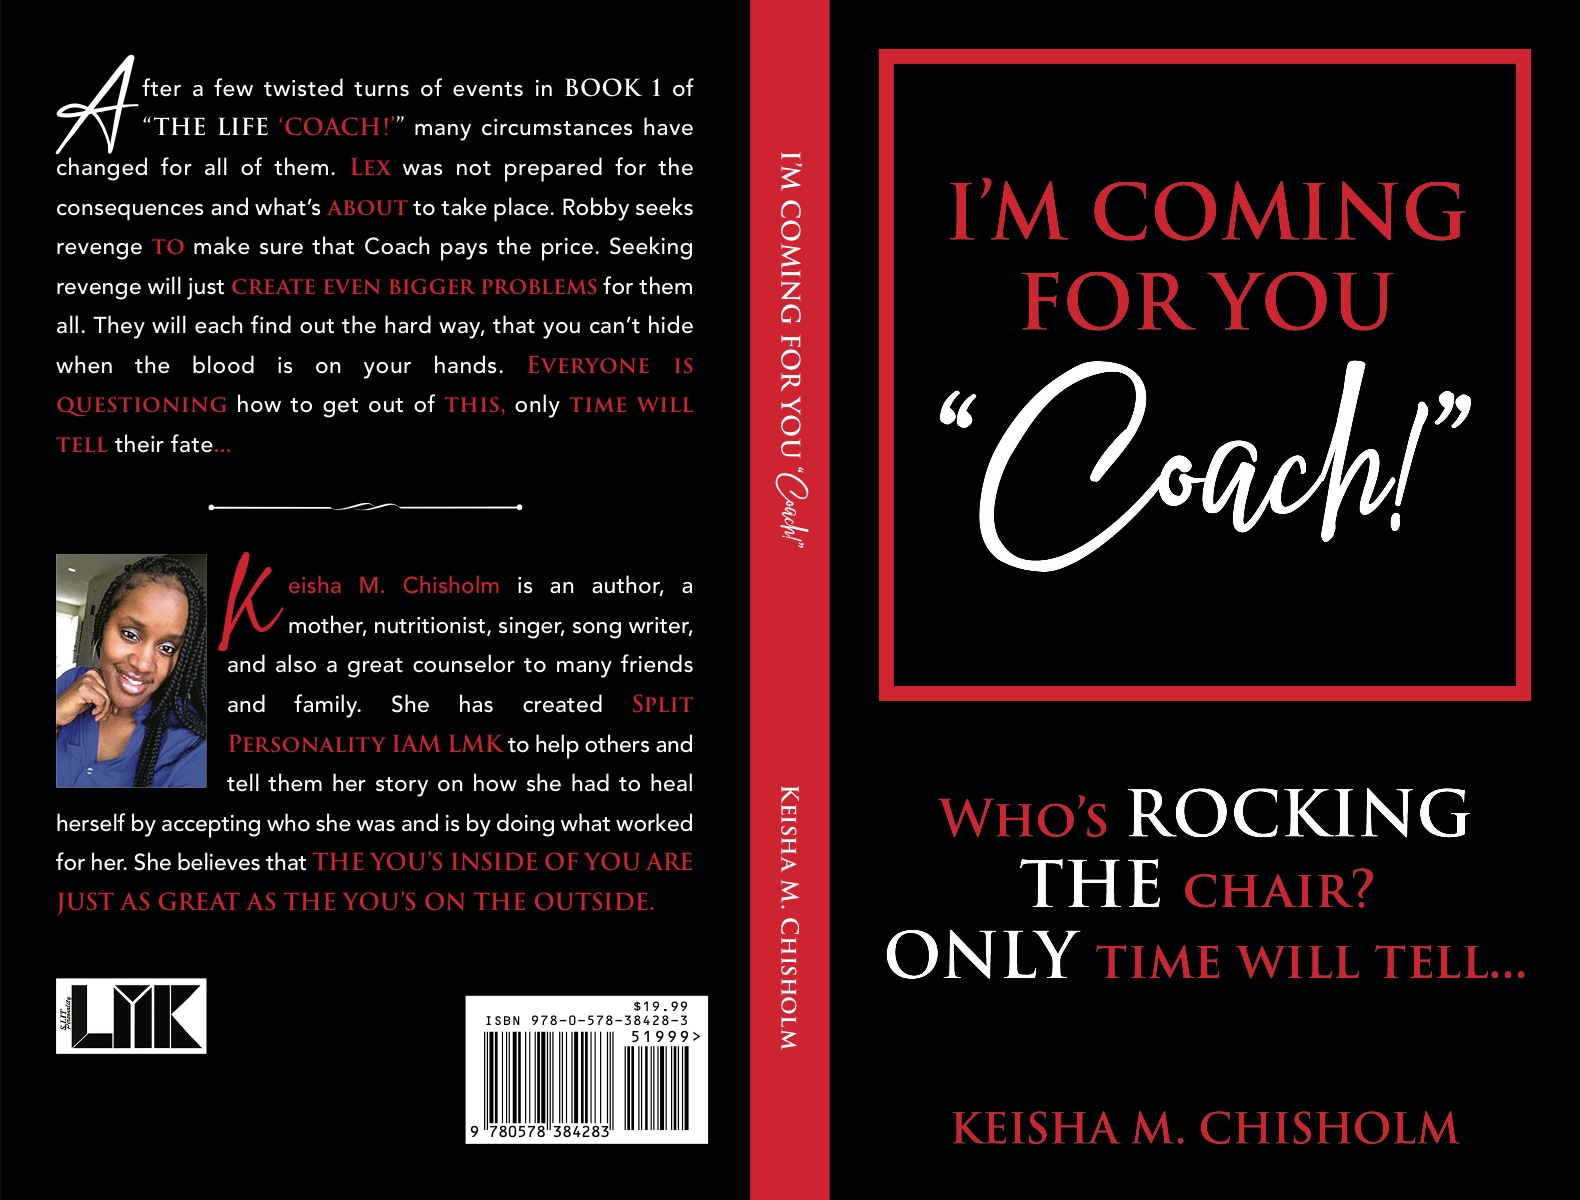 After a few twisted turns of events in BOOK 1 of
“THE LIFE ‘COACH!’” many circumstances have
changed for all of them. LEX was not prepared for the
consequences and what’s ABOUT to take place. Robby seeks
revenge TO make sure that Coach pays the price. Seeking
revenge will just CREATE EVEN BIGGER PROBLEMS for them
all. They will each find out the hard way, that you can’t hide
when the blood is on your hands. EVERYONE IS
QUESTIONING how to get out of THIS, only TIME WILL
TELL their fate...
Keisha M. Chisholm is an author, a
mother, nutritionist, singer, song writer,
and also a great counselor to many friends
and family. She has created SPLIT
PERSONALITY IAM LMK to help others and
tell them her story on how she had to heal
herself by accepting who she was and is by doing what worked
for her. She believes that THE YOU’S INSIDE OF YOU ARE
JUST AS GREAT AS THE YOU’S ON THE OUTSIDE.
LMK
$19.99
ISBN 978-0-578-38428-3
51999>
9 780578 384283
I’M COMING FOR YOU “Coach!”
KEISHA M. CHISHOLM
I’M COMING
FOR YOU
“Coach!”
WHO’S ROCKING
THE CHAIR?
ONLY TIME WILL TELL...
KEISHA M. CHISHOLM